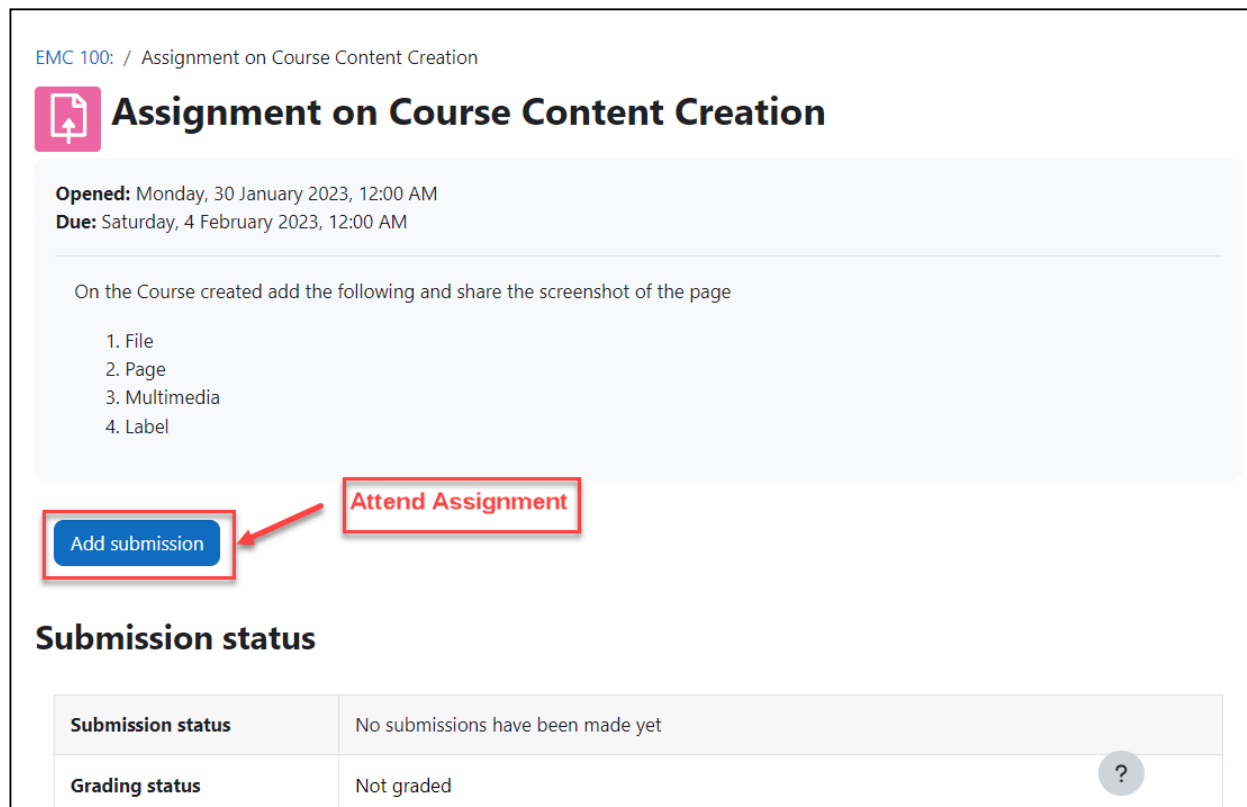 EMC 100: / Assignment on Course Content Creation
Assignment on Course Content Creation
Opened: Monday, 30 January 2023, 12:00 AM
Due: Saturday, 4 February 2023, 12:00 AM
On the Course created add the following and share the screenshot of the page
1. File
2. Page
3. Multimedia
4. Label
Attend Assignment
Add submission
Submission status
Submission status No submissions have been made yet
Grading status Not graded
?